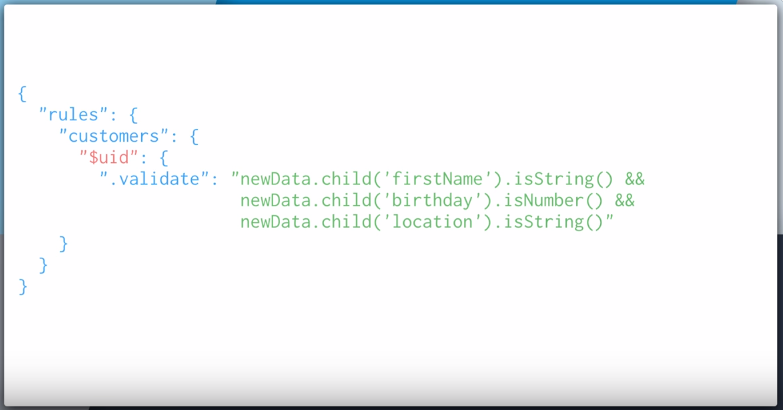 {
"rules": {
"customers": {
"$uid": {
".validate": "newData.child('firstName').isString() &&
newData.child('birthday').isNumber() &&
newData.child('location').isString()"
}
}
}